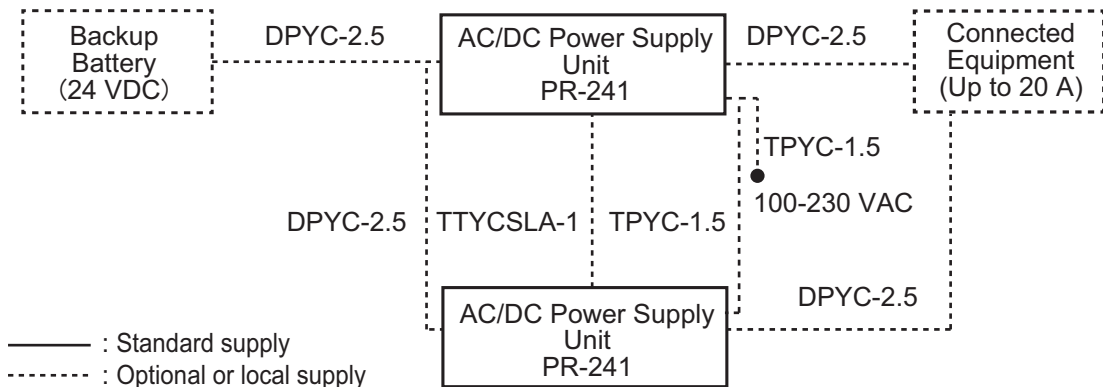 Backup
Battery
(24 VDC)
DPYC-2.5
AC/DC Power Supply
Unit
PR-241
DPYC-2.5
Connected
Equipment
(Up to 20 A)
TPYC-1.5
100-230 VAC
DPYC-2.5
TTYCSLA-1
TPYC-1.5
DPYC-2.5
AC/DC Power Supply
Unit
PR-241
: Standard supply
: Optional or local supply